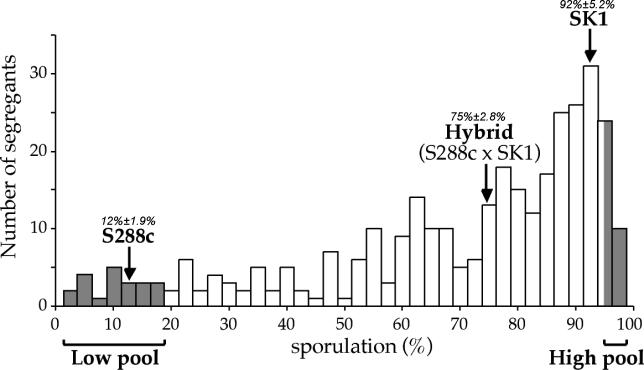 92%±5.2%
SK1
30
75%±2.8%
Hybrid
(S288c x SK1)
Number of segregants
20
10
12%±1.9%
S288c
0
0 10 20 30 40 50 60 70 80 90 100
sporulation (%)
Low pool
High pool